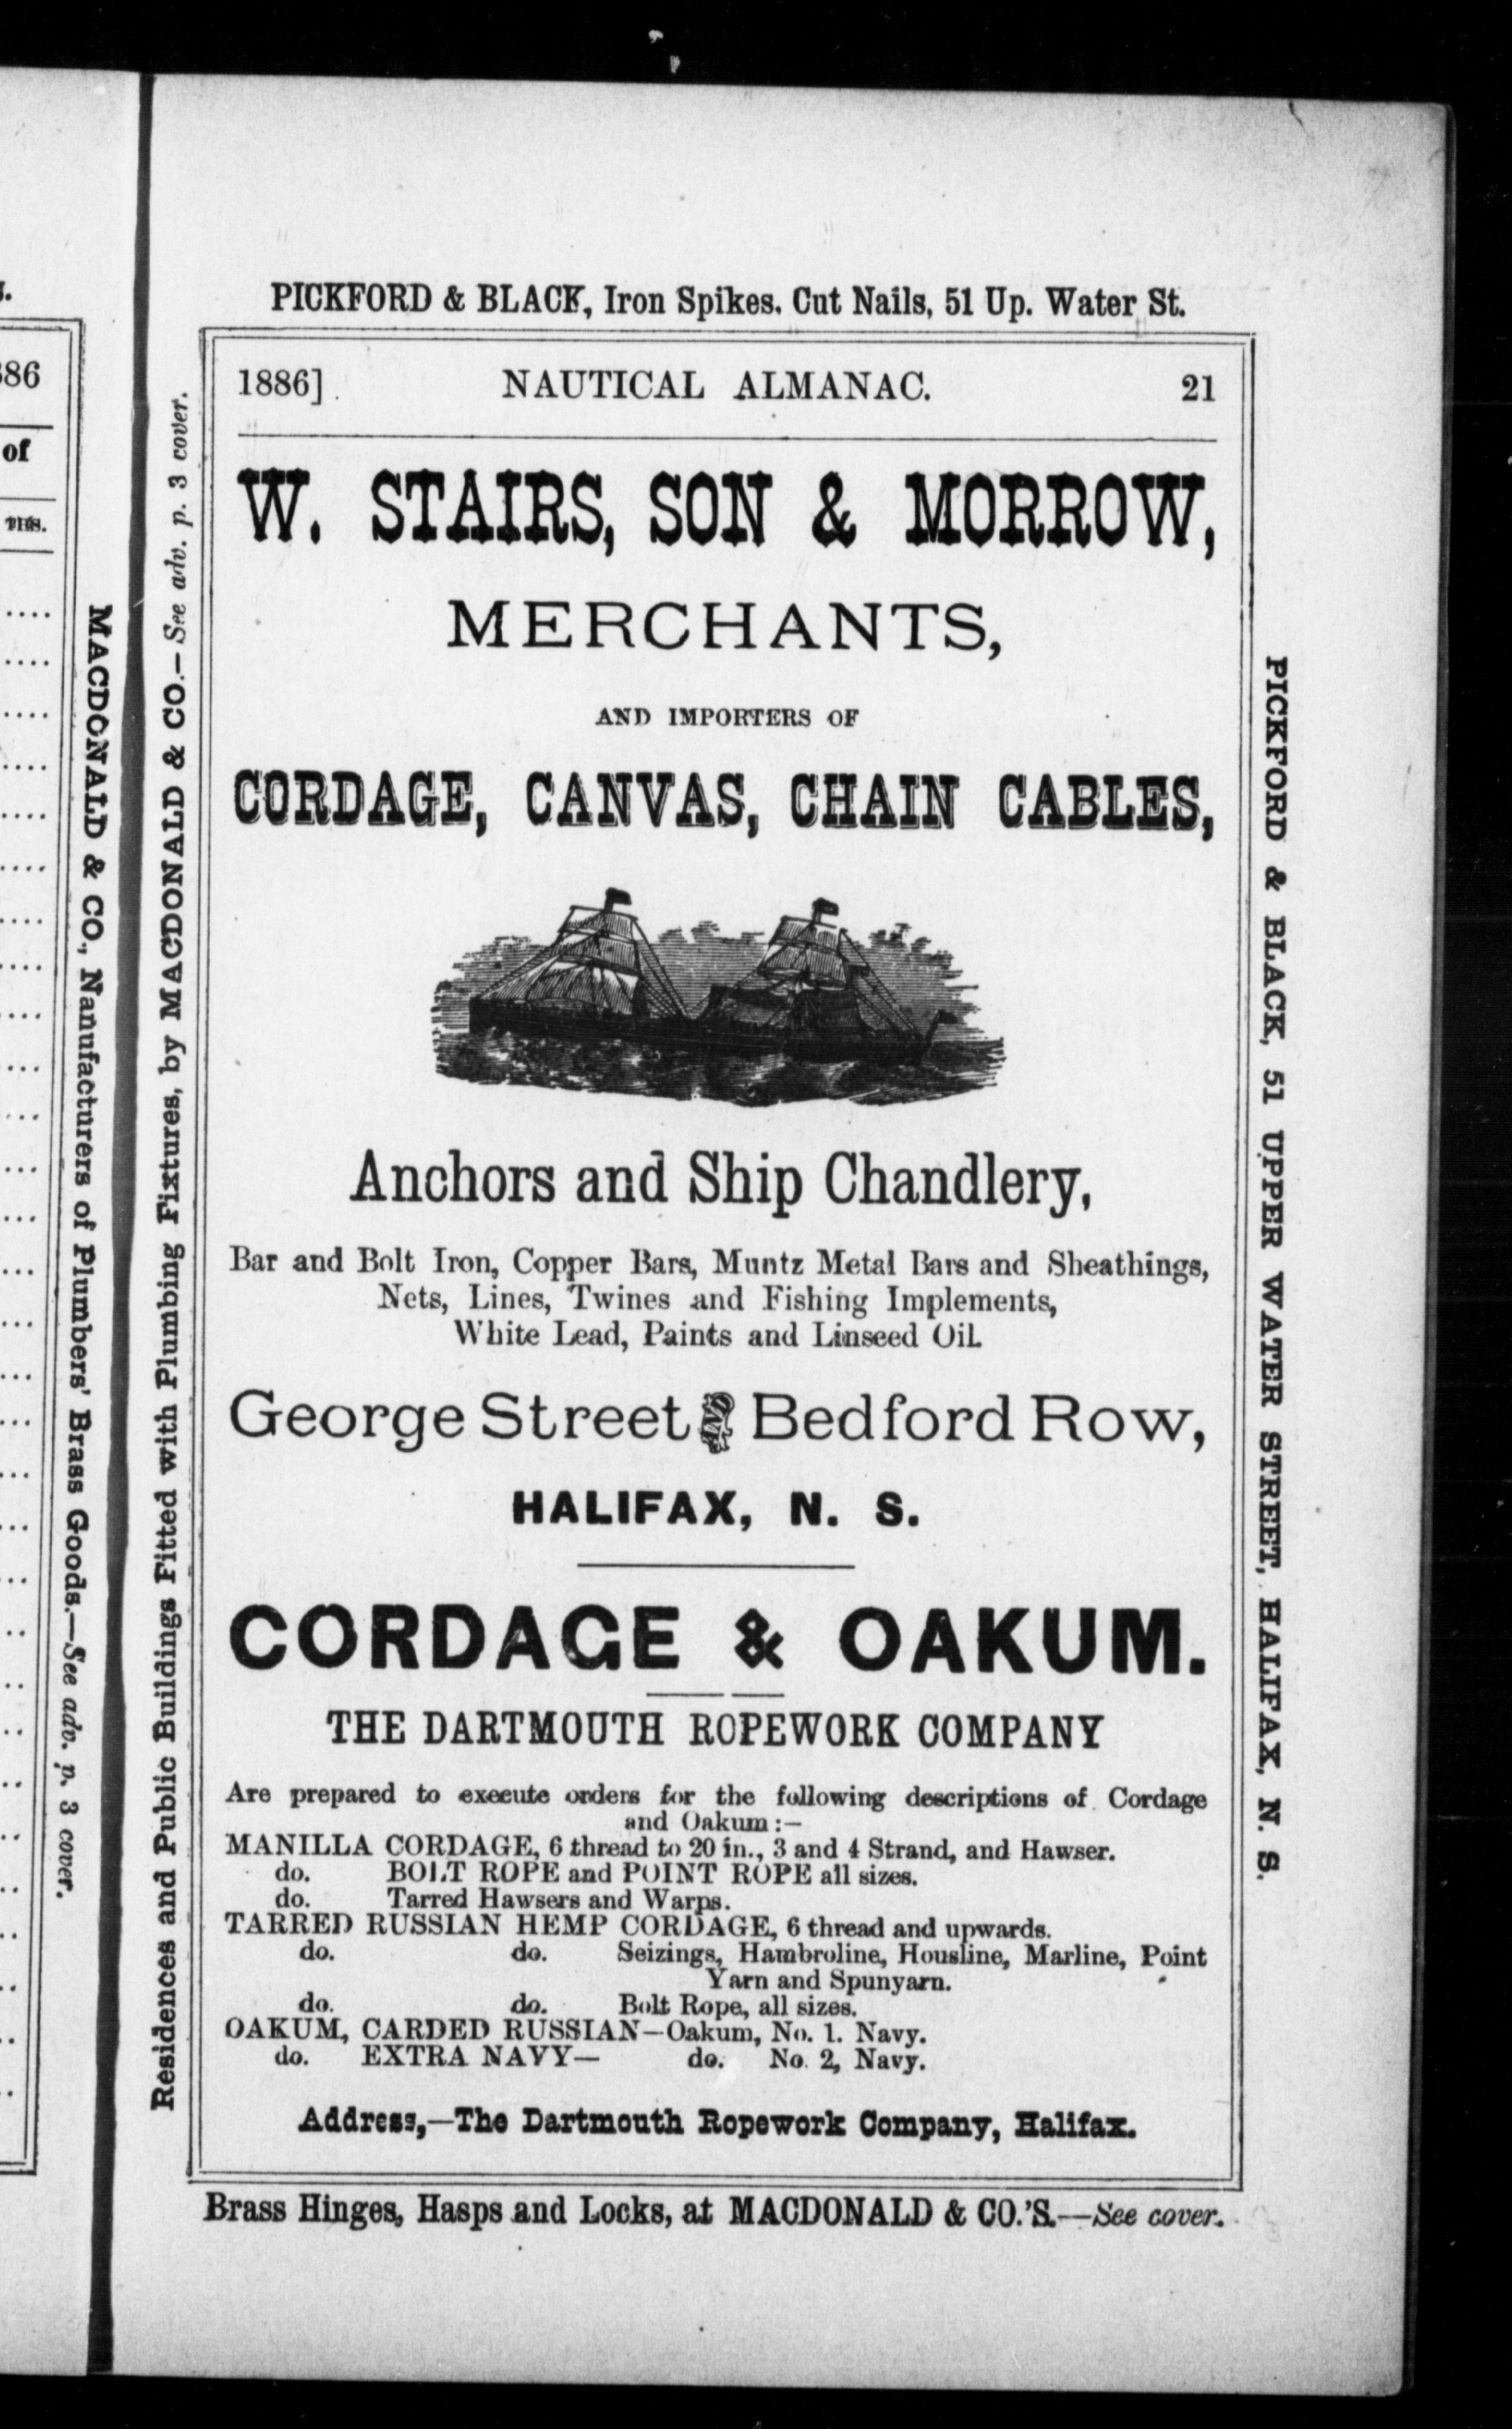 J.
86
of
THS.
MACDONALD & CO., Manufacturers of Plumbers' Brass Goods.—See adv. p. 3 cover.
Residences and Public Buildings Fitted with Plumbing Fixtures, by MACDONALD & CO.—See adv. p. 3 cover.
PICKFORD & BLACK, Iron Spikes. Cut Nails, 51 Up. Water St.
1886] NAUTICAL ALMANAC. 21
W. STAIRS, SON & MORROW,
MERCHANTS,
AND IMPORTERS OF
CORDAGE, CANVAS, CHAIN CABLES,
Anchors and Ship Chandlery,
Bar and Bolt Iron, Copper Bars, Muntz Metal Bars and Sheathings,
Nets, Lines, Twines and Fishing Implements,
White Lead, Paints and Linseed Oil.
George Street AND Bedford Row,
HALIFAX, N. S.
CORDAGE & OAKUM.
THE DARTMOUTH ROPEWORK COMPANY
Are prepared to execute orders for the following descriptions of Cordage
and Oakum:—
MANILLA CORDAGE, 6 thread to 20 in., 3 and 4 Strand, and Hawser.
do. BOLT ROPE and POINT ROPE all sizes.
do. Tarred Hawsers and Warps.
TARRED RUSSIAN HEMP CORDAGE, 6 thread and upwards.
do. do. Seizings, Hambroline, Housline, Marline, Point
Yarn and Spunyarn.
do. do. Bolt Rope, all sizes.
OAKUM, CARDED RUSSIAN—Oakum, No. 1. Navy.
do. EXTRA NAVY— do. No. 2, Navy.
Address,—The Dartmouth Ropework Company, Halifax.
PICKFORD & BLACK, 51 UPPER WATER STREET, HALIFAX, N. S.
Brass Hinges, Hasps and Locks, at MACDONALD & CO.'S.—See cover.